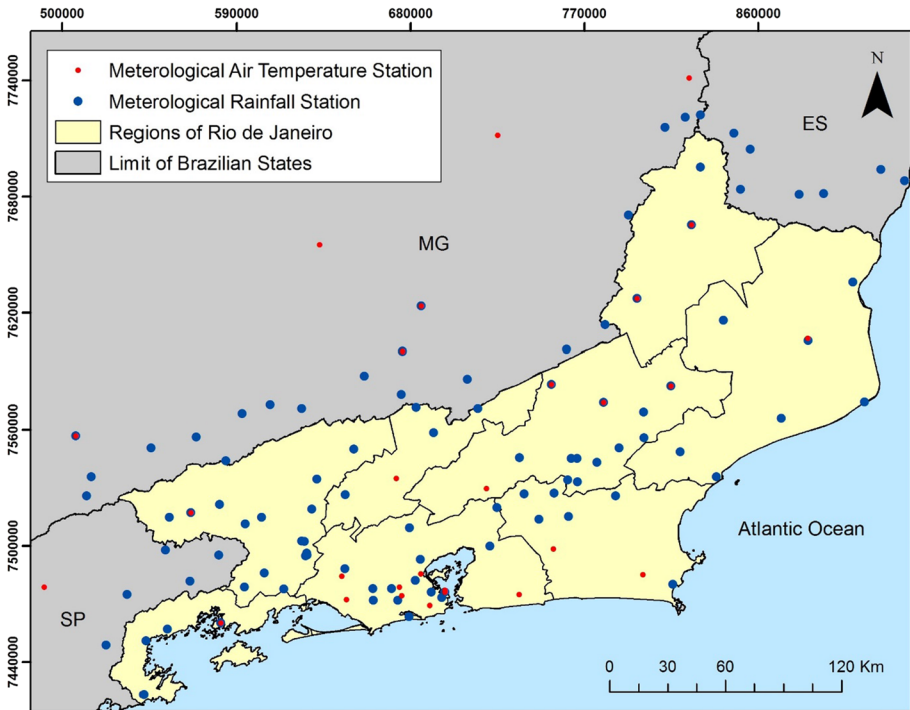 500000 590000 680000 770000 860000
7740000
7680000
7620000
7560000
7500000
7440000
Meterological Air Temperature Station
Meterological Rainfall Station
Regions of Rio de Janeiro
Limit of Brazilian States
N
ES
MG
Atlantic Ocean
SP
0 30 60 120 Km